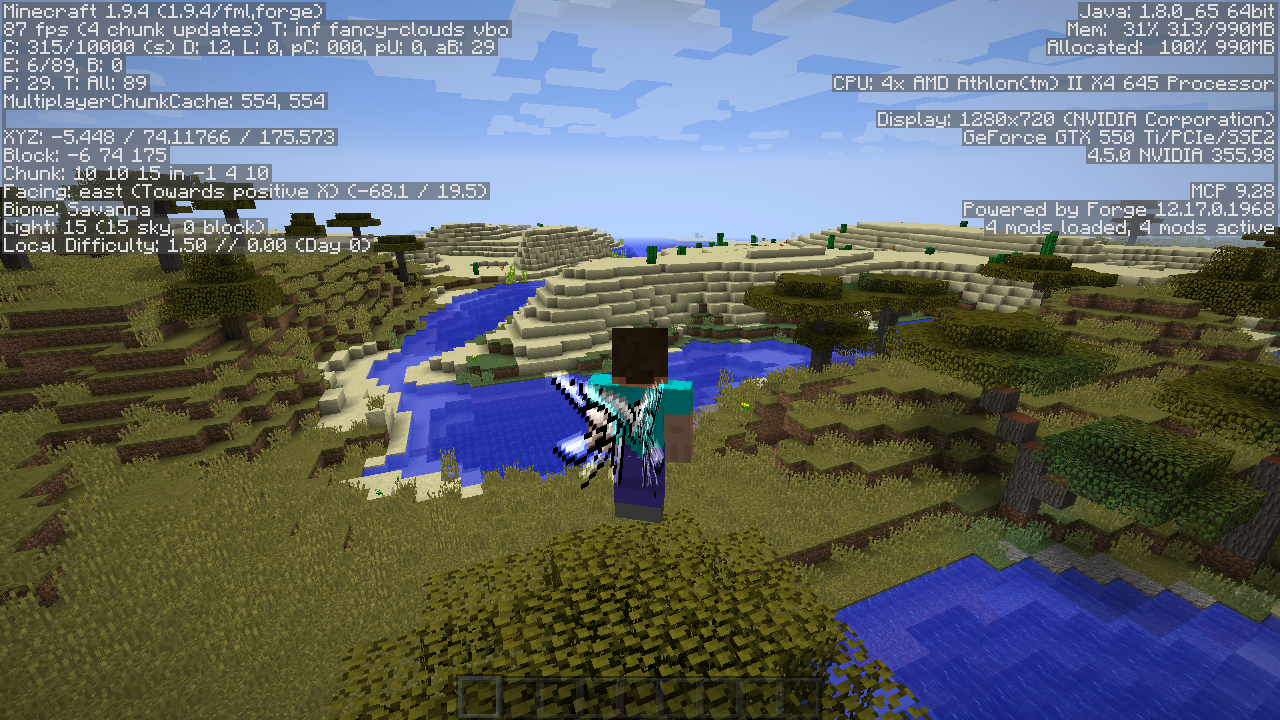 Minecraft 1.9.4 (1.9.4/fml,forge)
87 fps (4 chunk updates) T: inf fancy-clouds vbo
C: 315/10000 (s) D: 12, L: 0, pC: 000, pU: 0, aB: 29
E: 6/89, B: 0
P: 29, T: All: 89
MultiplayerChunkCache: 554, 554
XYZ: -5.448 / 74.11766 / 175.573
Block: -6 74 175
Chunk: 10 10 15 in -1 4 10
Facing: east (Towards positive X) (-68.1 / 19.5)
Biome: Savanna
Light: 15 (15 sky, 0 block)
Local Difficulty: 1.50 // 0.00 (Day 0)
Java: 1.8.0_65 64bit
Mem: 31% 313/990MB
Allocated: 100% 990MB
CPU: 4x AMD Athlon(tm) II X4 645 Processor
Display: 1280x720 (NVIDIA Corporation)
GeForce GTX 550 Ti/PCIe/SSE2
4.5.0 NVIDIA 355.98
MCP 9.28
Powered by Forge 12.17.0.1968
4 mods loaded, 4 mods active